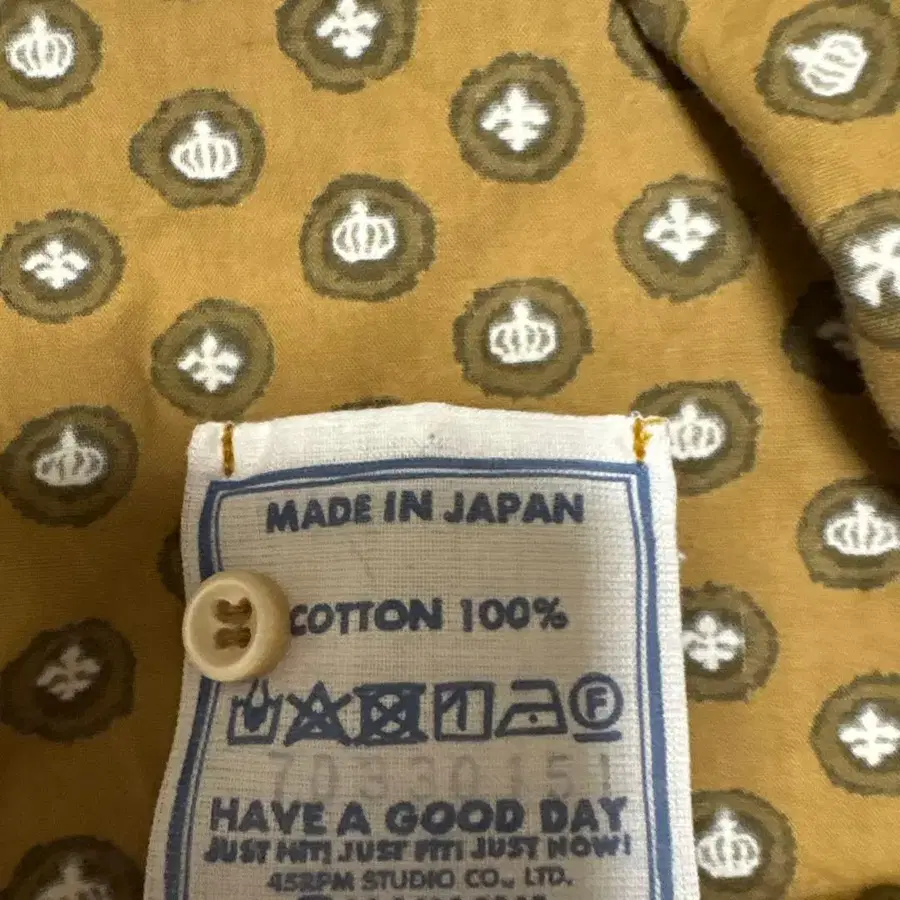 MADE IN JAPAN
COTTON 100%
F
70330151
HAVE A GOOD DAY
JUST HIT! JUST FIT! JUST NOW!
45RPM STUDIO CO., LTD.